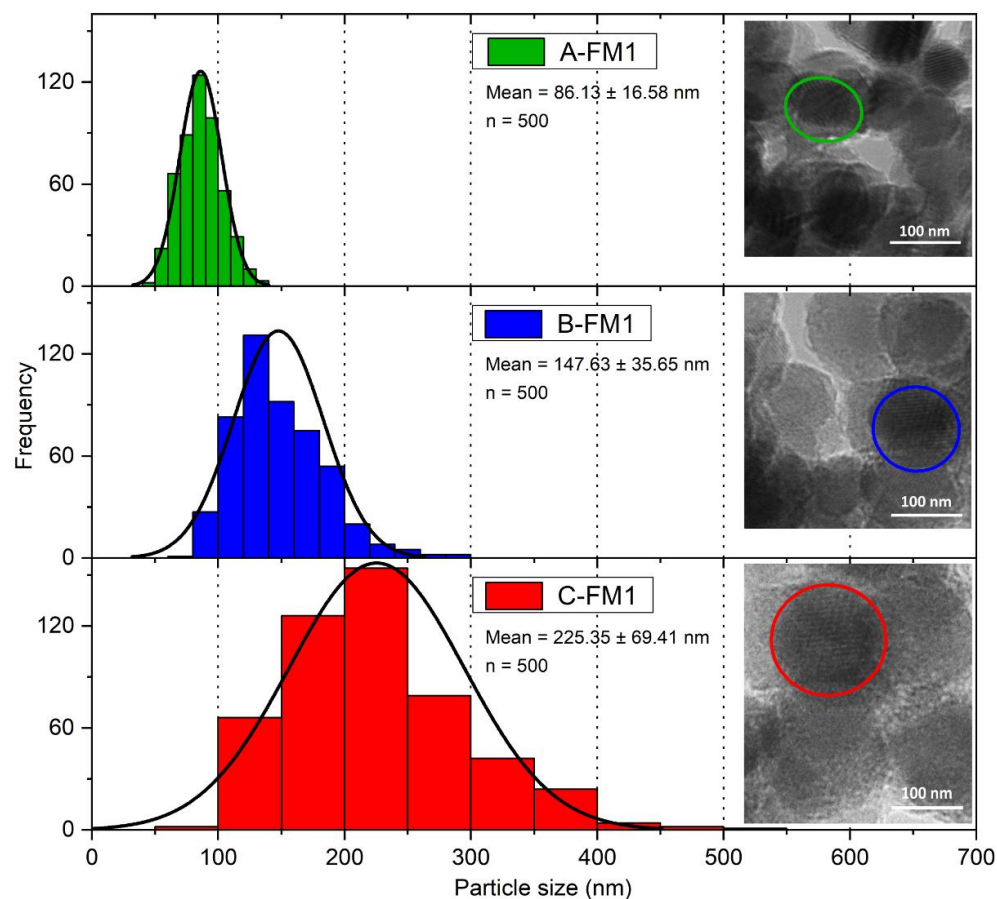 120
60
0
A-FM1
Mean = 86.13 ± 16.58 nm
n = 500
100 nm
Frequency
120
60
0
B-FM1
Mean = 147.63 ± 35.65 nm
n = 500
100 nm
120
60
0
C-FM1
Mean = 225.35 ± 69.41 nm
n = 500
100 nm
0 100 200 300 400 500 600 700
Particle size (nm)